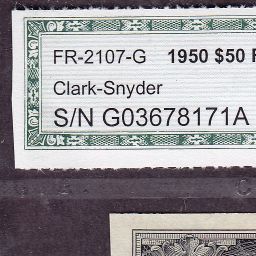 FR-2107-G 1950 $50
Clark-Snyder
S/N G03678171A